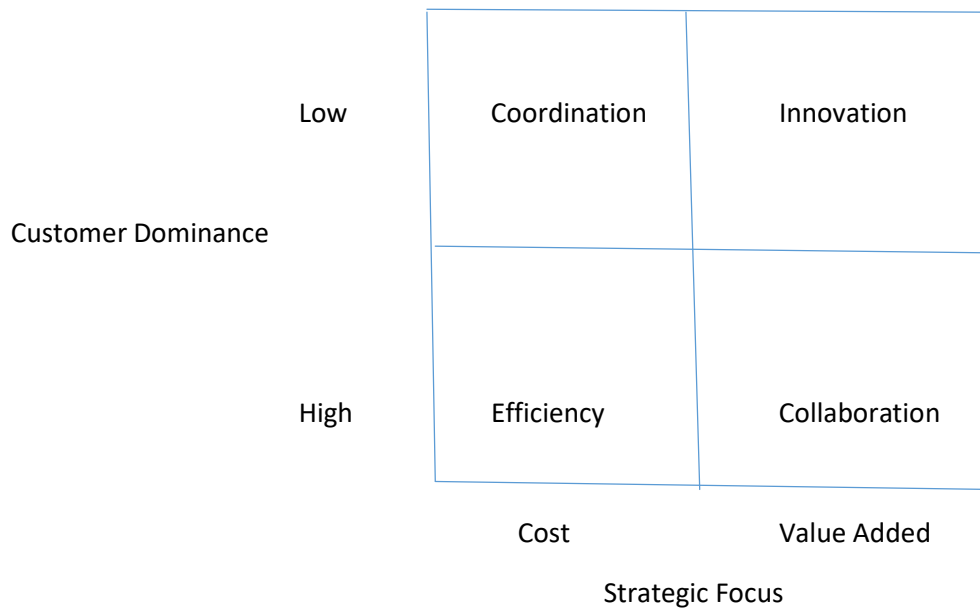 Low Coordination Innovation
Customer Dominance
High Efficiency Collaboration
Cost Value Added
Strategic Focus